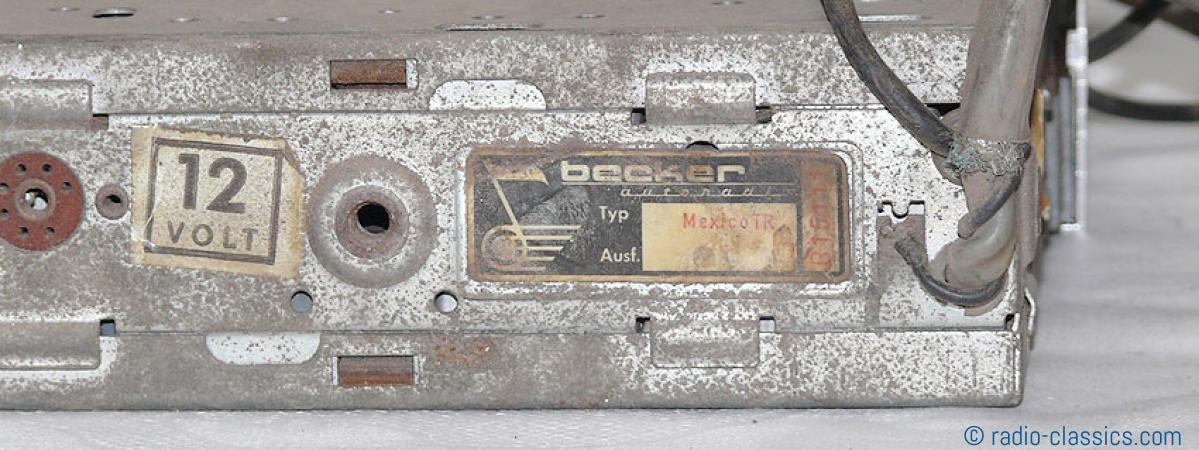 12
VOLT
becker
autoradio
Typ
Mexico TR
Ausf.
© radio-classics.com